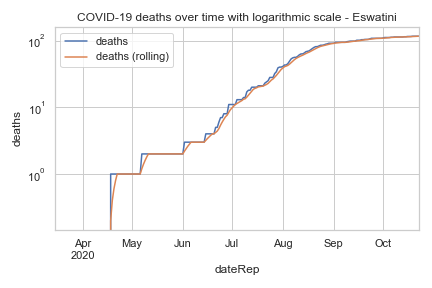 COVID-19 deaths over time with logarithmic scale - Eswatini
deaths
deaths (rolling)
10²
10¹
10⁰
deaths
Apr May Jun Jul Aug Sep Oct
2020
dateRep